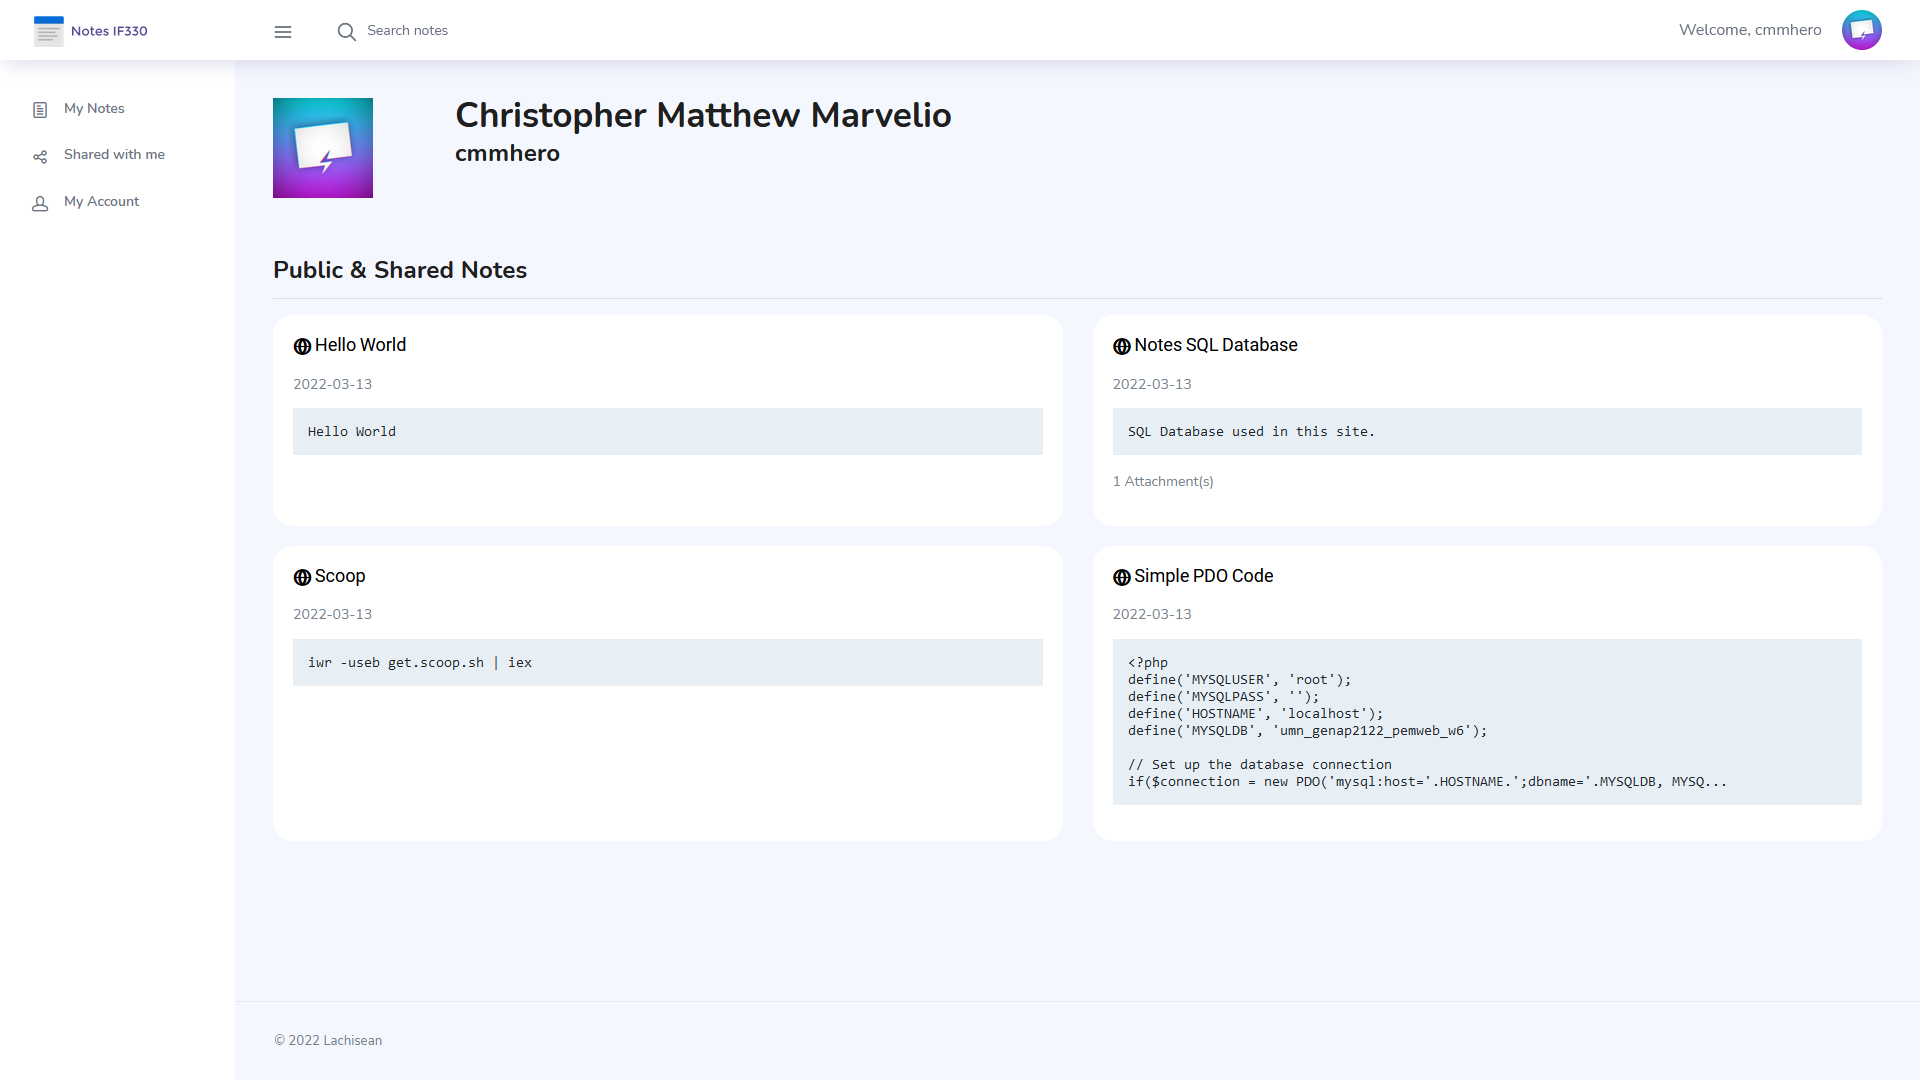 Notes IF330
Search notes
Welcome, cmmhero
My Notes
Shared with me
My Account
Christopher Matthew Marvelio
cmmhero
Public & Shared Notes
Hello World
2022-03-13
Hello World
Notes SQL Database
2022-03-13
SQL Database used in this site.
1 Attachment(s)
Scoop
2022-03-13
iwr -useb get.scoop.sh | iex
Simple PDO Code
2022-03-13
<?php
define('MYSQLUSER', 'root');
define('MYSQLPASS', '');
define('HOSTNAME', 'localhost');
define('MYSQLDB', 'umn_genap2122_pemweb_w6');
// Set up the database connection
if($connection = new PDO('mysql:host='.HOSTNAME.';dbname='.MYSQLDB, MYSQ...
© 2022 Lachisean